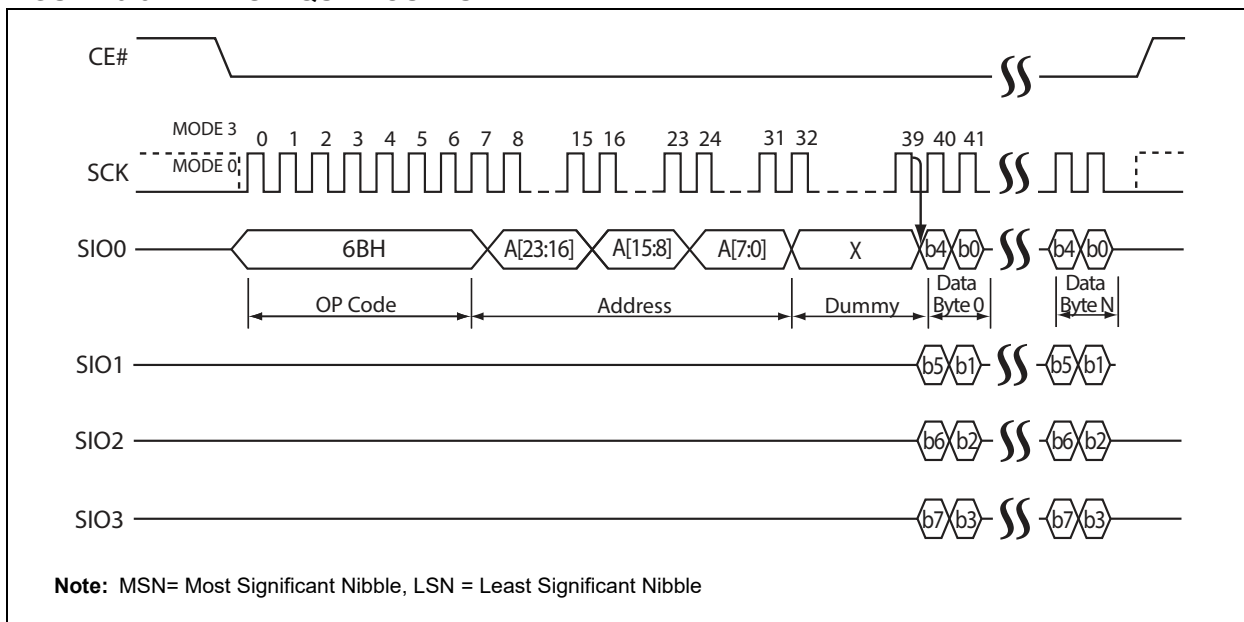 CE#
MODE 3
0 1 2 3 4 5 6 7 8 15 16 23 24 31 32 39 40 41
MODE 0
SCK
SIO0 6BH A[23:16] A[15:8] A[7:0] X b4 b0 b4 b0
OP Code Address Dummy Data Byte 0 Data Byte N
SIO1 b5 b1 b5 b1
SIO2 b6 b2 b6 b2
SIO3 b7 b3 b7 b3
Note: MSN= Most Significant Nibble, LSN = Least Significant Nibble